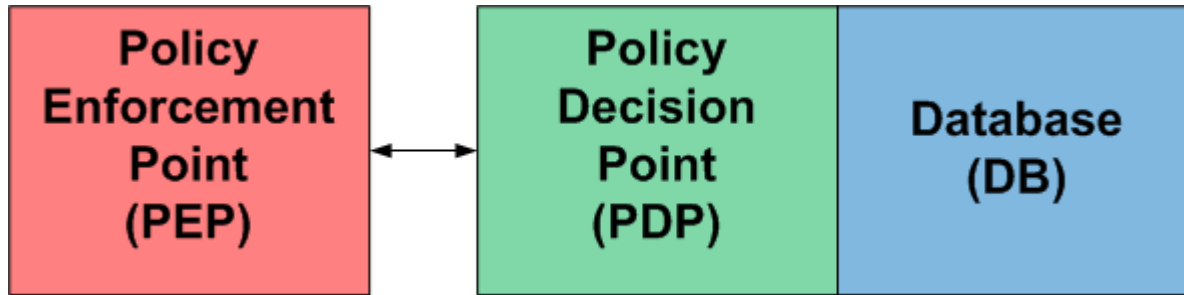 Policy
Enforcement
Point
(PEP)
Policy
Decision
Point
(PDP)
Database
(DB)